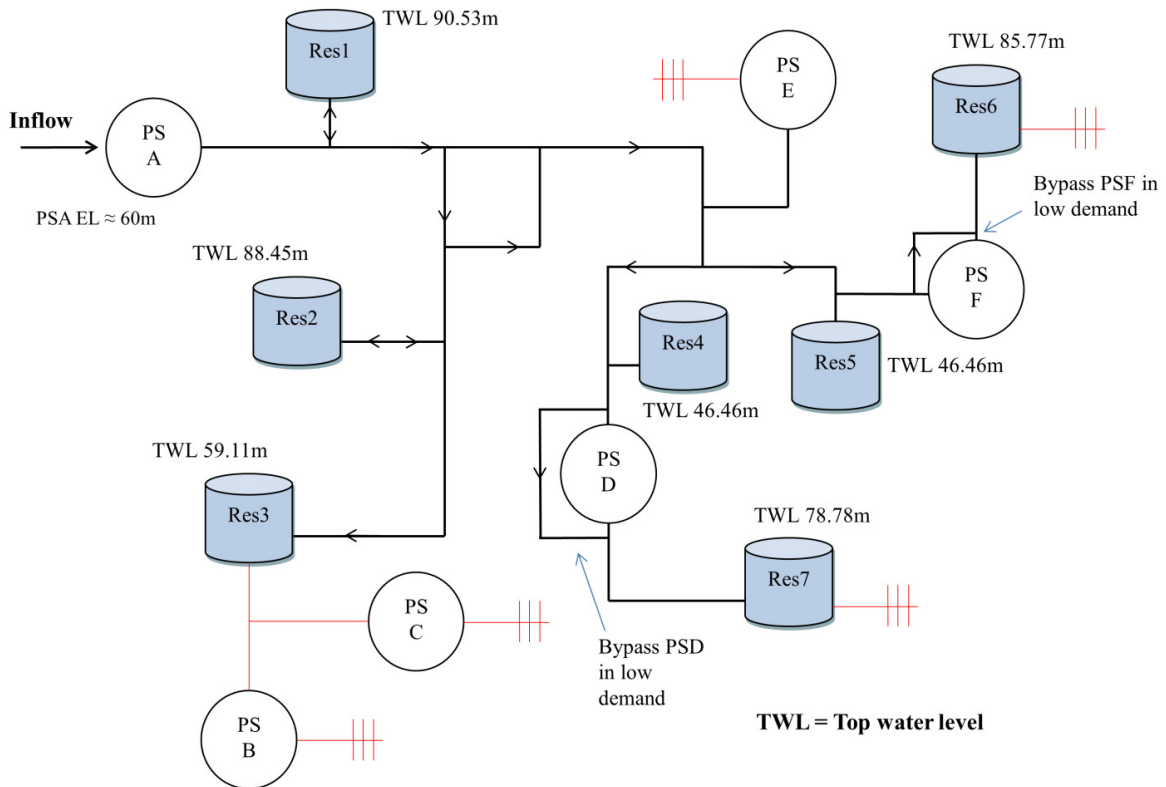 TWL 90.53m
Res1
PS
E
TWL 85.77m
Res6
Inflow
PS
A
PSA EL ≈ 60m
Bypass PSF in
low demand
TWL 88.45m
Res2
PS
F
Res4
Res5
TWL 46.46m
TWL 46.46m
TWL 59.11m
Res3
PS
D
TWL 78.78m
Res7
PS
C
Bypass PSD
in low
demand
PS
B
TWL = Top water level